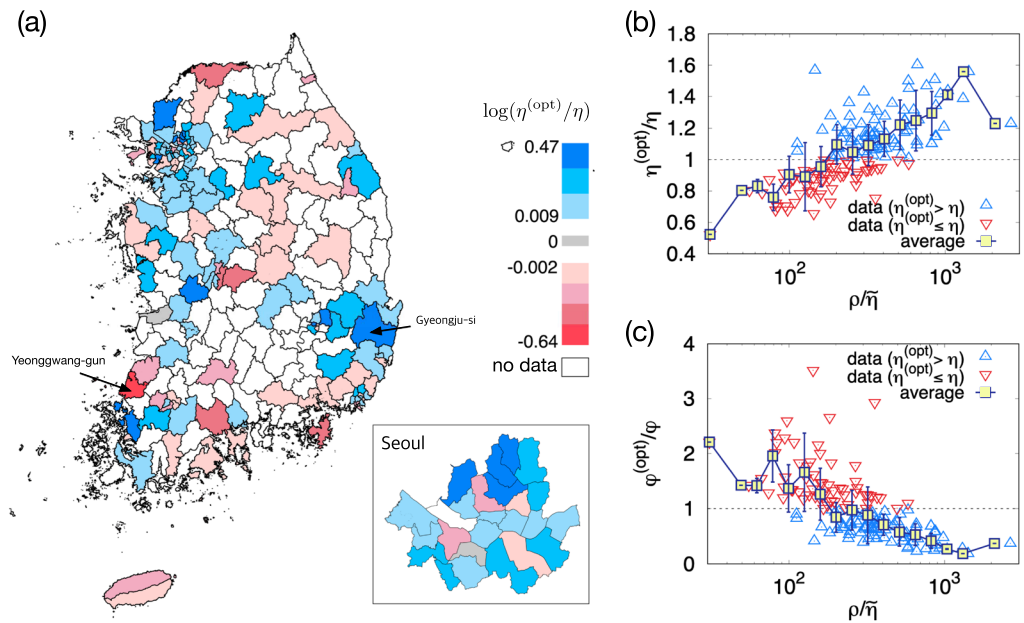 (a)
log(η^(opt)/η)
0.47
0.009
0
-0.002
-0.64
no data
Gyeongju-si
Yeonggwang-gun
Seoul
(b)
1.8
1.6
1.4
1.2
1
0.8
0.6
0.4
η^(opt)/η
data (η^(opt)> η)
data (η^(opt)≤ η)
average
10^2
10^3
ρ/η̃
(c)
4
3
2
1
0
φ^(opt)/φ
data (η^(opt)> η)
data (η^(opt)≤ η)
average
10^2
10^3
ρ/η̃